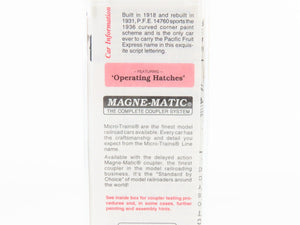 Car Information
Built in 1918 and rebuilt in
1931, P.F.E. 14760 sports the
1936 curved corner paint
scheme and is the only car
ever to carry the Pacific Fruit
Express name in this exquis-
ite script lettering.
– FEATURING –
"Operating Hatches"
MAGNE-MATIC®
THE COMPLETE COUPLER SYSTEM
Micro-Trains® are the finest model
railroad cars available. Every car has
the craftsmanship and detail you
expect from the Micro-Trains® Line
name.
Available with the delayed action
Magne-Matic® coupler, the finest
coupler in the model railroading
business. It's the "Standard by
Choice" of model railroaders around
the world!
See inside box for coupler testing pro-
cedures and, in some cases, further
painting and assembly hints.